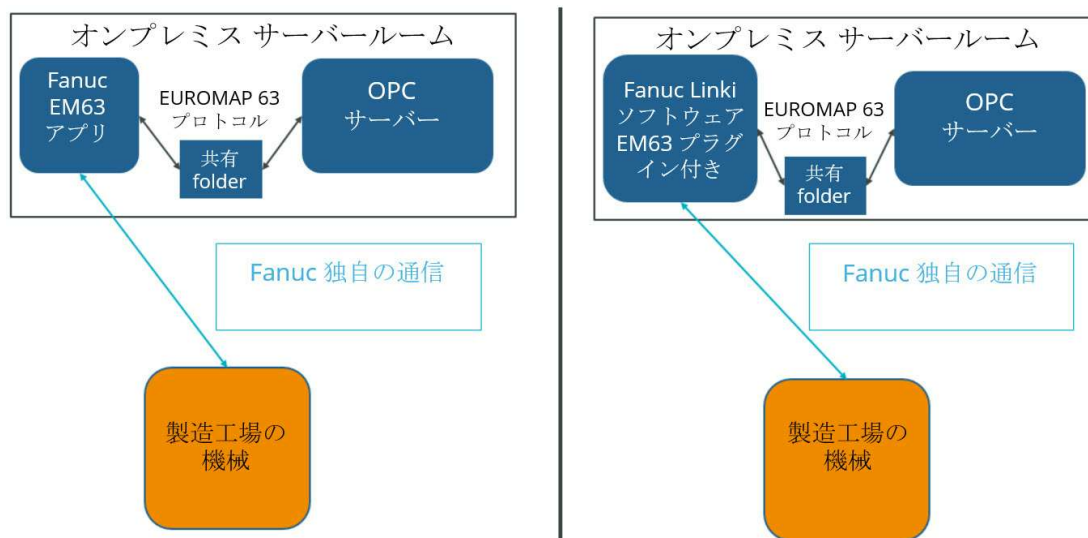 オンプレミス サーバールーム
Fanuc
EM63
アプリ
EUROMAP 63
プロトコル
共有
folder
OPC
サーバー
Fanuc 独自の通信
製造工場の
機械
オンプレミス サーバールーム
Fanuc Linki
ソフトウェア
EM63 プラグ
イン付き
EUROMAP 63
プロトコル
共有
folder
OPC
サーバー
Fanuc 独自の通信
製造工場の
機械